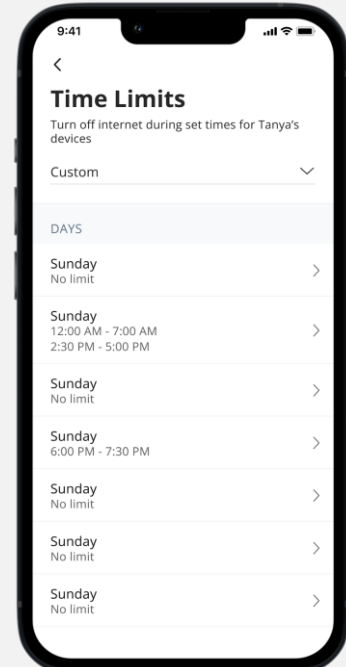 9:41
Time Limits
Turn off internet during set times for Tanya's
devices
Custom
DAYS
Sunday
No limit
Sunday
12:00 AM - 7:00 AM
2:30 PM - 5:00 PM
Sunday
No limit
Sunday
6:00 PM - 7:30 PM
Sunday
No limit
Sunday
No limit
Sunday
No limit